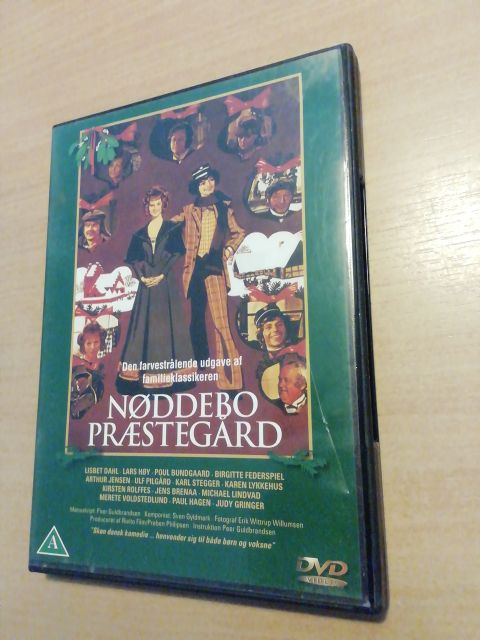 Den farvestrålende udgave af
familieklassikeren
NØDDEBO
PRÆSTEGÅRD
LISBET DAHL · LARS HØY · POUL BUNDGAARD · BIRGITTE FEDERSPIEL
ARTHUR JENSEN · ULF PILGÅRD · KARL STEGGER · KAREN LYKKEHUS
KIRSTEN ROLFFES · JENS BRENAA · MICHAEL LINDVAD
MERETE VOLDSTEDLUND · PAUL HAGEN · JUDY GRINGER
Manuskript Peer Guldbrandsen Komponist: Sven Gyldmark Fotograf Erik Wittrup Willumsen
Produceret af Rialto Film/Preben Philipsen Instruktion Peer Guldbrandsen
"Skøn dansk komedie ... henvender sig til både børn og voksne"
A
DVD
VIDEO